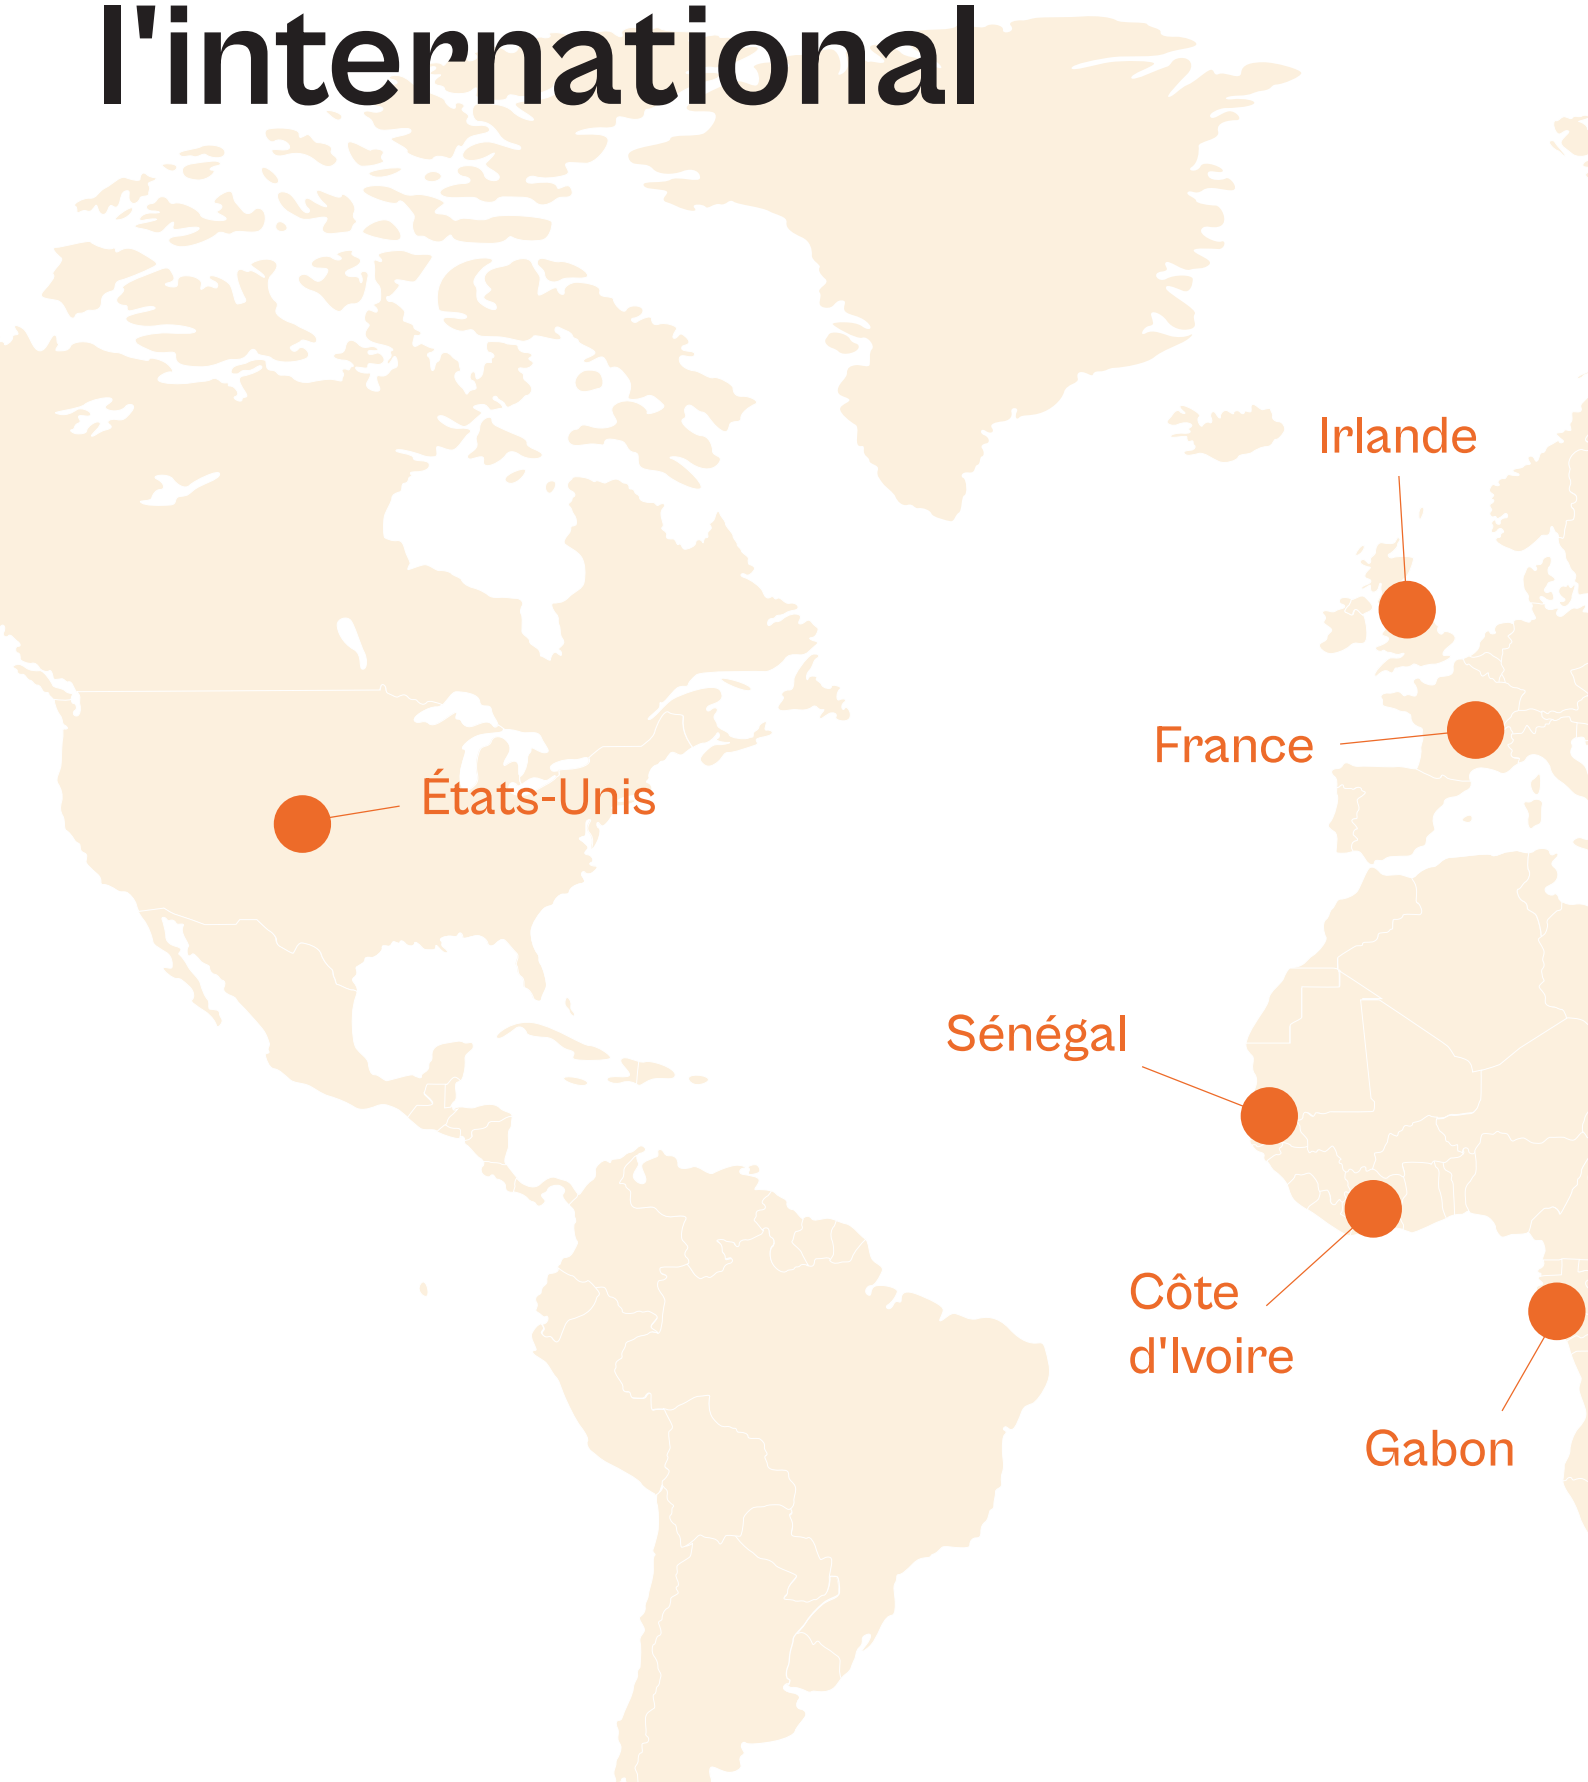 l'international
Irlande
France
États-Unis
Sénégal
Côte
d'Ivoire
Gabon